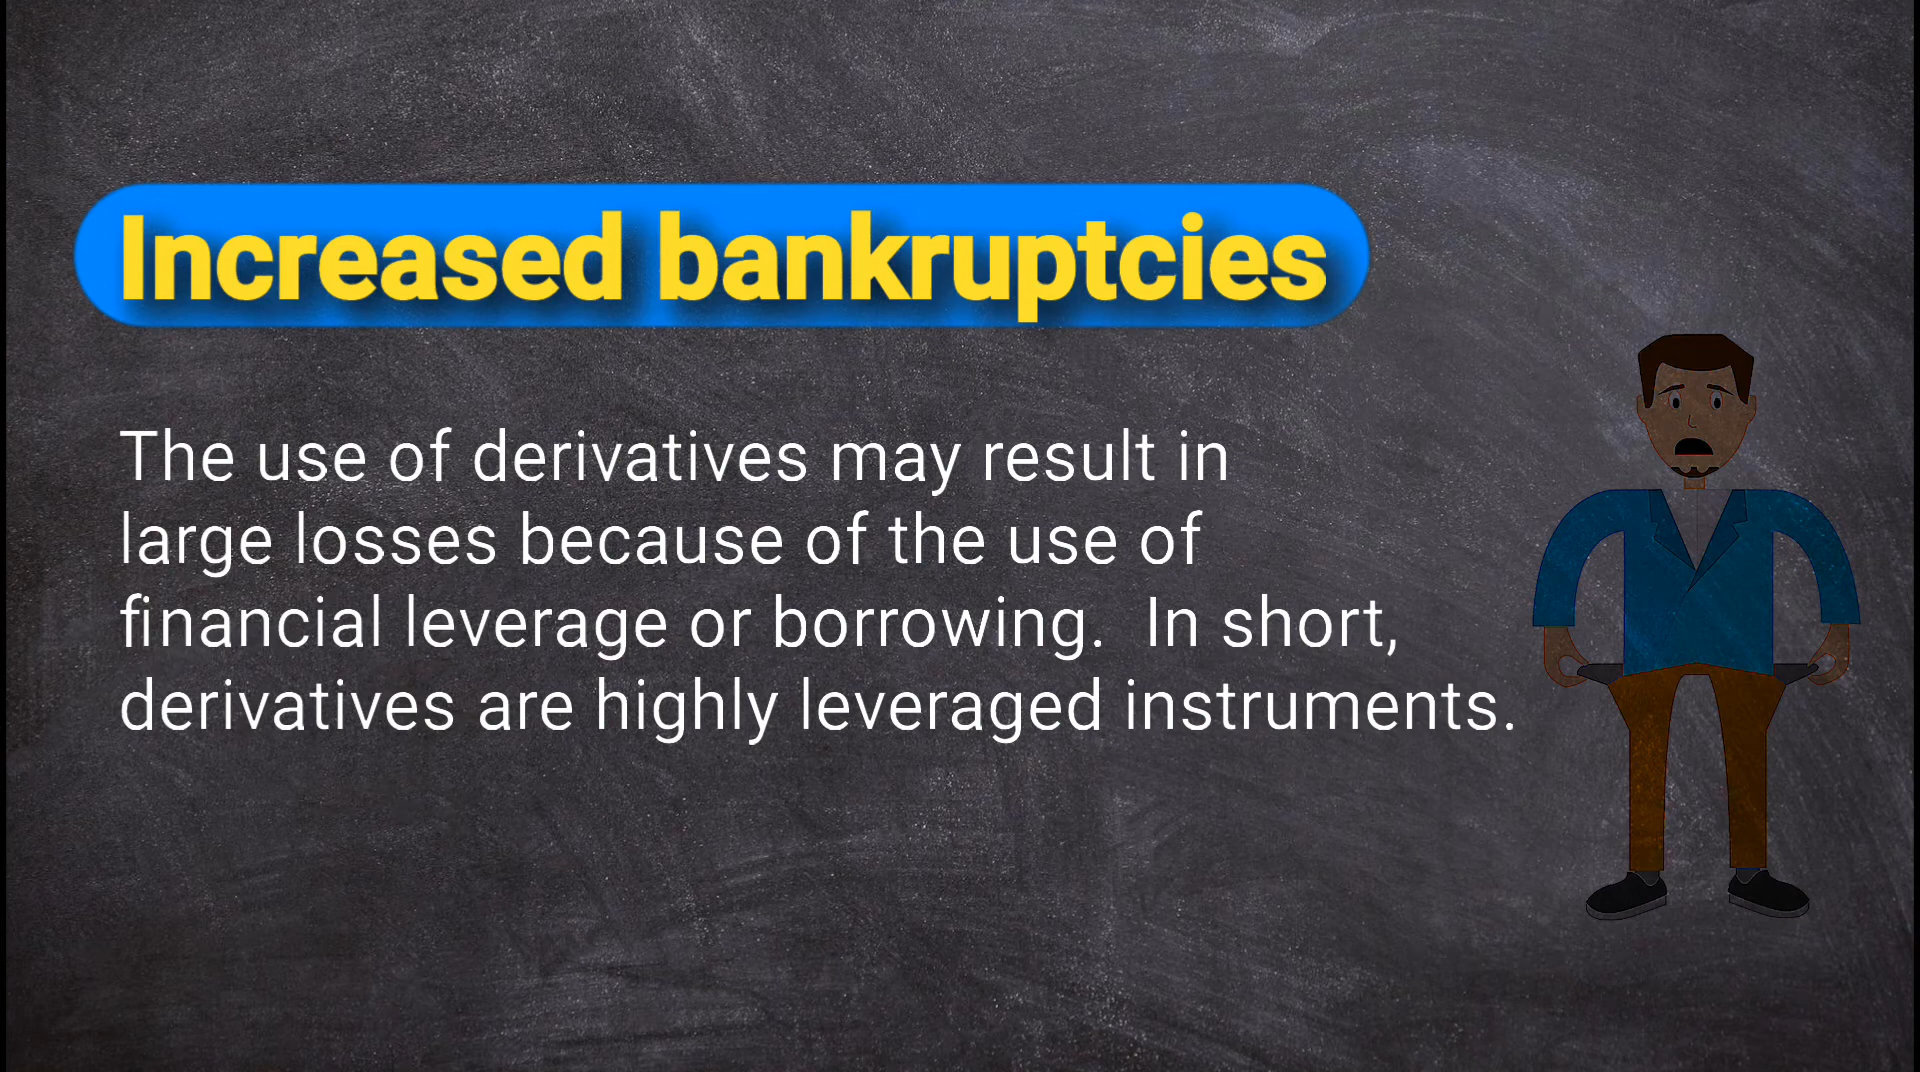 Increased bankruptcies
The use of derivatives may result in
large losses because of the use of
financial leverage or borrowing.  In short,
derivatives are highly leveraged instruments.